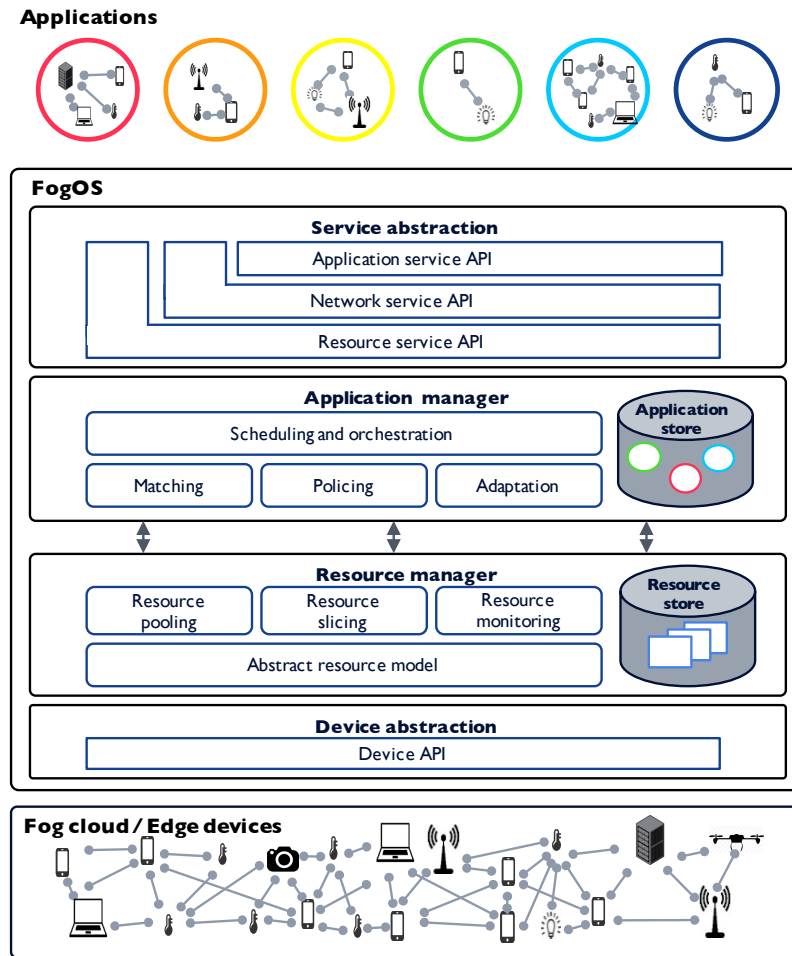 Applications
FogOS
Service abstraction
Application service API
Network service API
Resource service API
Application manager
Scheduling and orchestration
Matching
Policing
Adaptation
Application
store
Resource manager
Resource
pooling
Resource
slicing
Resource
monitoring
Abstract resource model
Resource
store
Device abstraction
Device API
Fog cloud / Edge devices